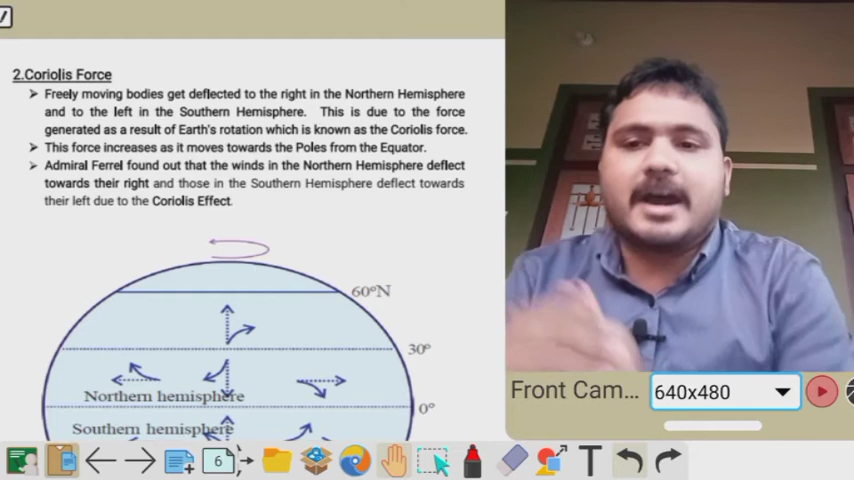 2.Coriolis Force
➤ Freely moving bodies get deflected to the right in the Northern Hemisphere
and to the left in the Southern Hemisphere. This is due to the force
generated as a result of Earth's rotation which is known as the Coriolis force.
➤ This force increases as it moves towards the Poles from the Equator.
➤ Admiral Ferrel found out that the winds in the Northern Hemisphere deflect
towards their right and those in the Southern Hemisphere deflect towards
their left due to the Coriolis Effect.
60°N
30°
Northern hemisphere
0°
Southern hemisphere
Front Cam...
640x480
6
T